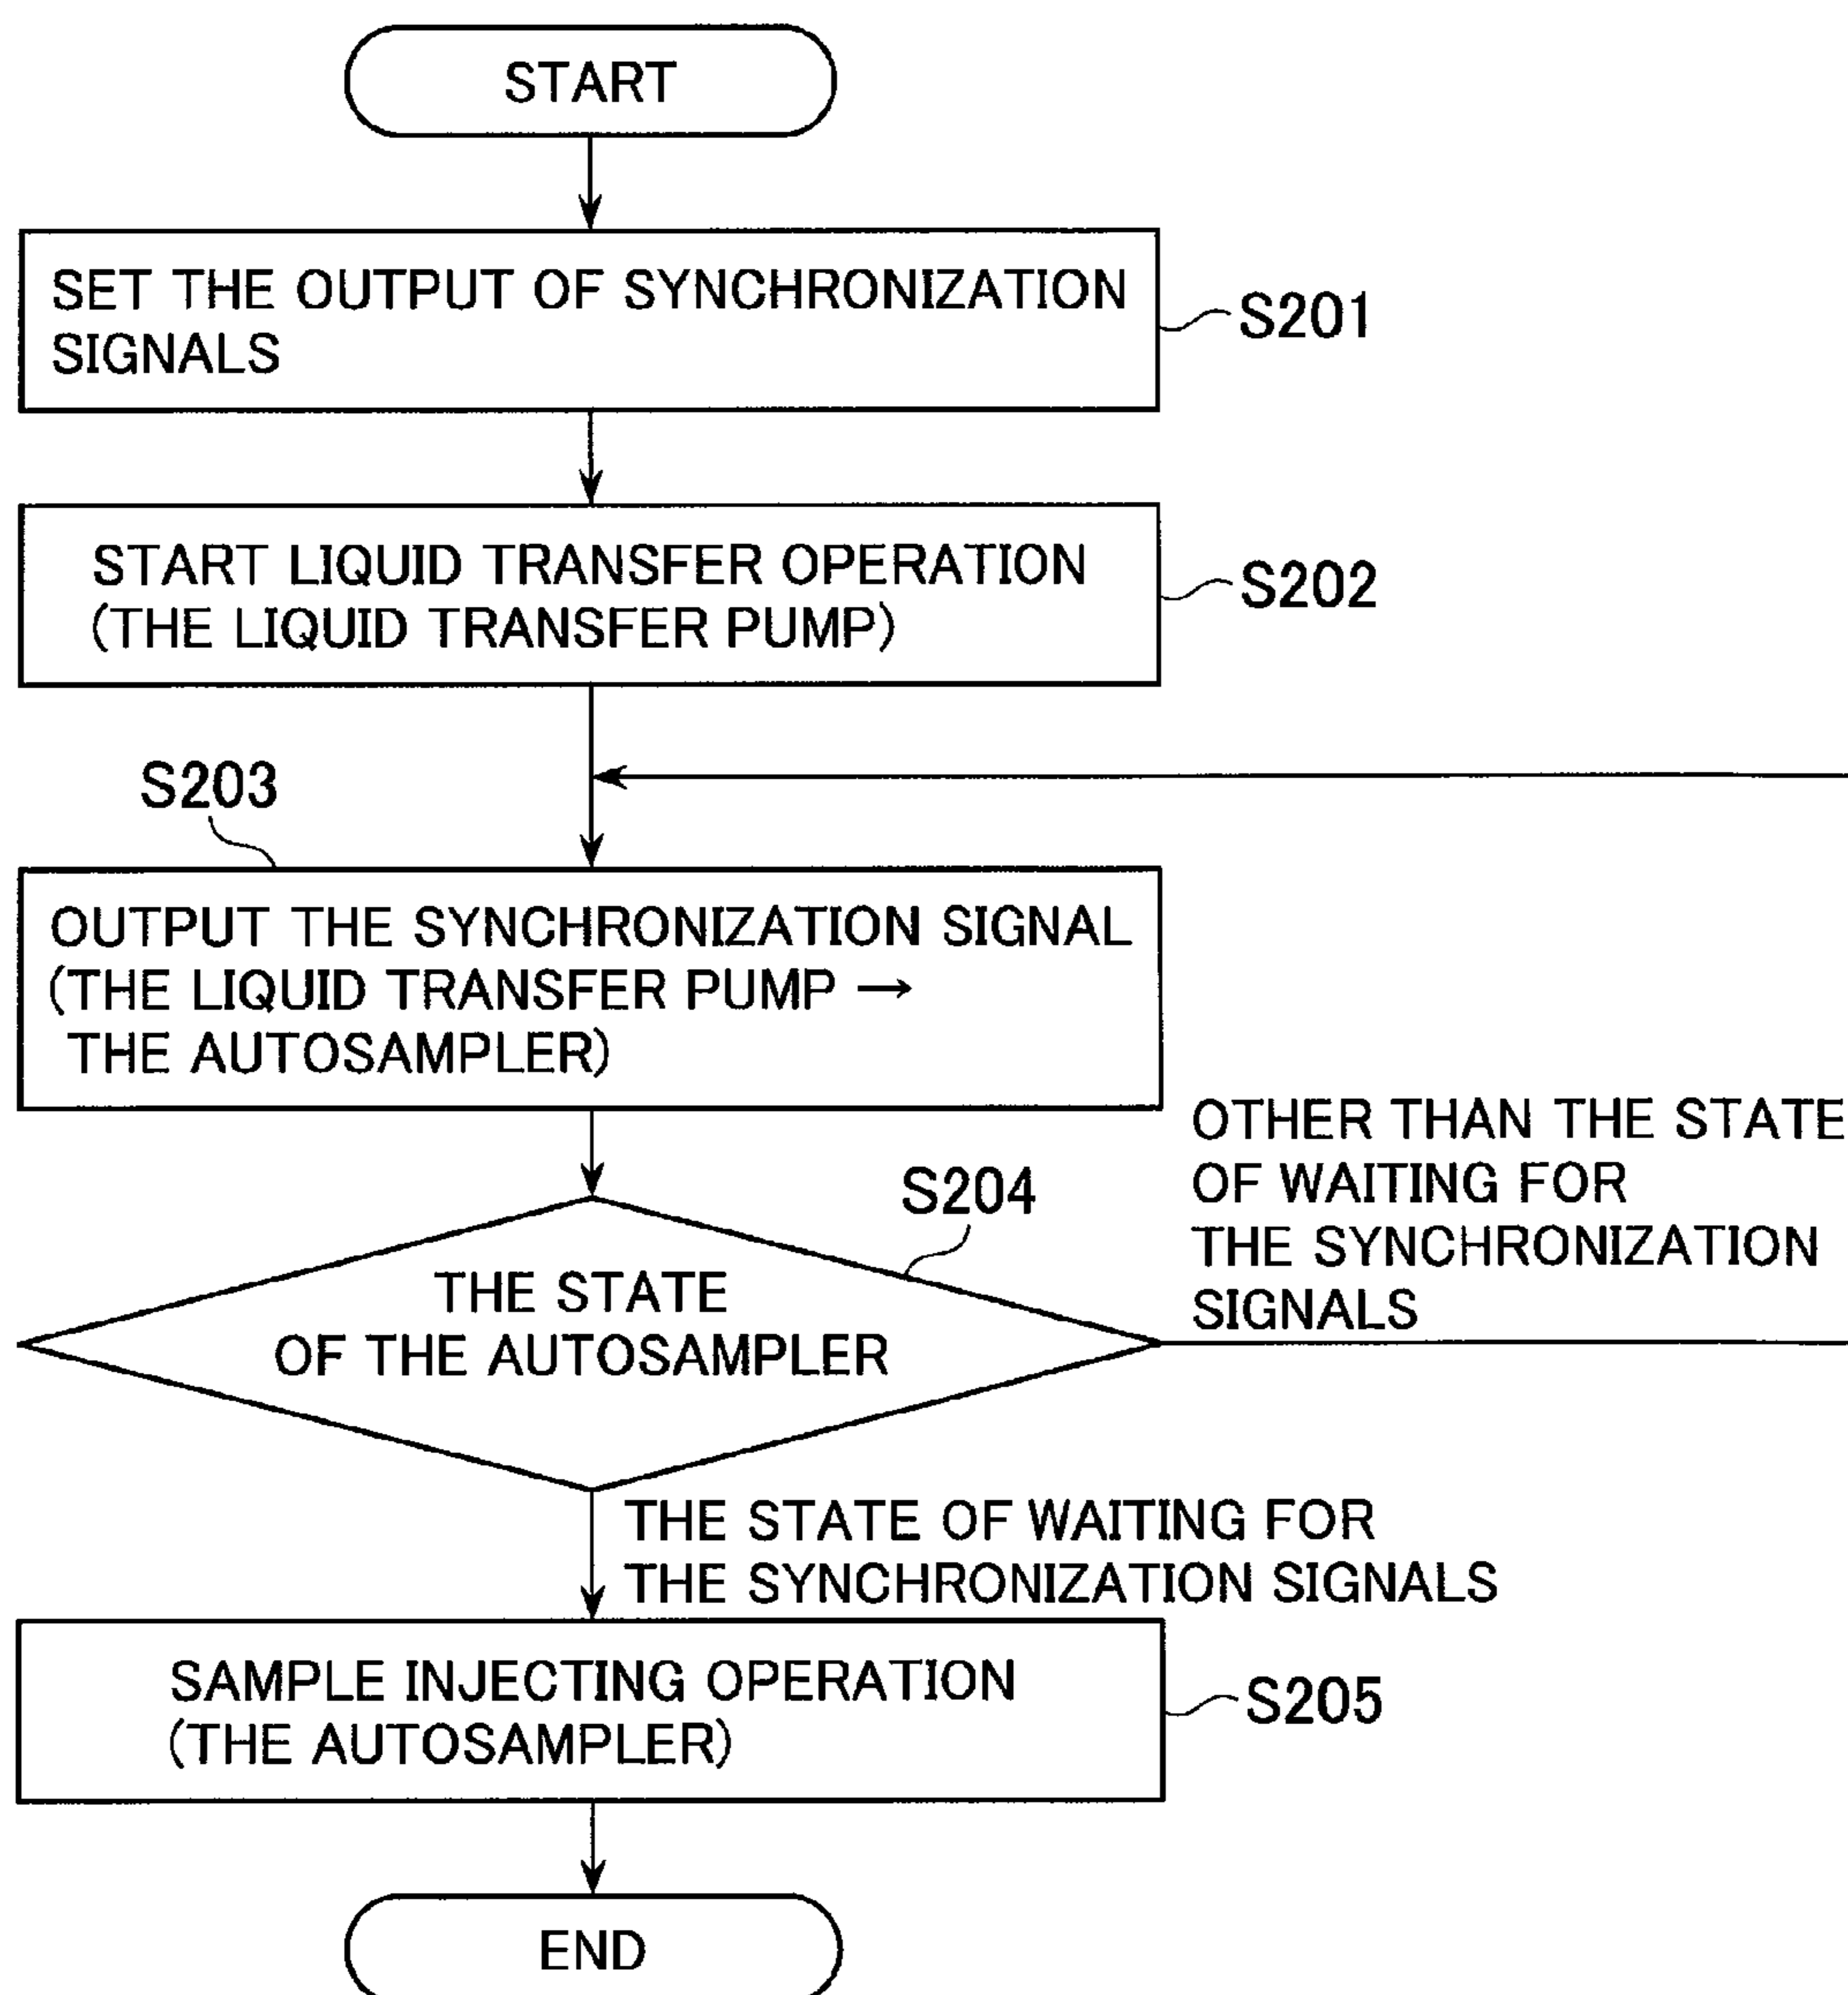 START
SET THE OUTPUT OF SYNCHRONIZATION
SIGNALS
S201
START LIQUID TRANSFER OPERATION
(THE LIQUID TRANSFER PUMP)
S202
S203
OUTPUT THE SYNCHRONIZATION SIGNAL
(THE LIQUID TRANSFER PUMP →
THE AUTOSAMPLER)
S204
THE STATE
OF THE AUTOSAMPLER
OTHER THAN THE STATE
OF WAITING FOR
THE SYNCHRONIZATION
SIGNALS
THE STATE OF WAITING FOR
THE SYNCHRONIZATION SIGNALS
SAMPLE INJECTING OPERATION
(THE AUTOSAMPLER)
S205
END